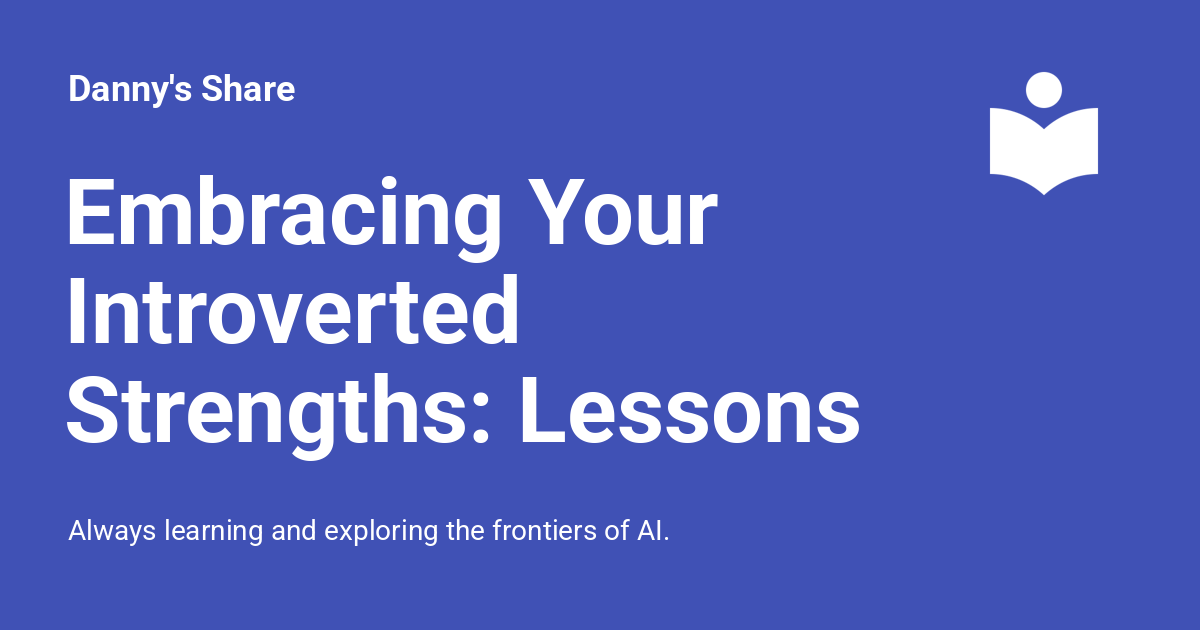 Danny's Share
Embracing Your
Introverted
Strengths: Lessons
Always learning and exploring the frontiers of AI.